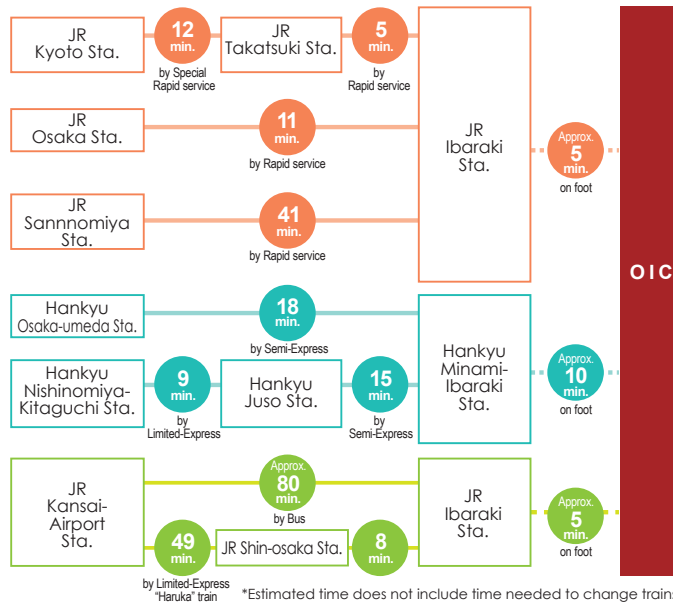 JR
Kyoto Sta.
12
min.
by Special
Rapid service
JR
Takatsuki Sta.
5
min.
by
Rapid service
JR
Osaka Sta.
11
min.
by Rapid service
JR
Sannnomiya
Sta.
41
min.
by Rapid service
JR
Ibaraki
Sta.
Approx.
5
min.
on foot
Hankyu
Osaka-umeda Sta.
18
min.
by Semi-Express
Hankyu
Nishinomiya-
Kitaguchi Sta.
9
min.
by
Limited-Express
Hankyu
Juso Sta.
15
min.
by
Semi-Express
Hankyu
Minami-
Ibaraki
Sta.
Approx.
10
min.
on foot
JR
Kansai-
Airport
Sta.
Approx.
80
min.
by Bus
49
min.
by Limited-Express
"Haruka" train
JR Shin-osaka Sta.
8
min.
JR
Ibaraki
Sta.
Approx.
5
min.
on foot
OIC
*Estimated time does not include time needed to change trains